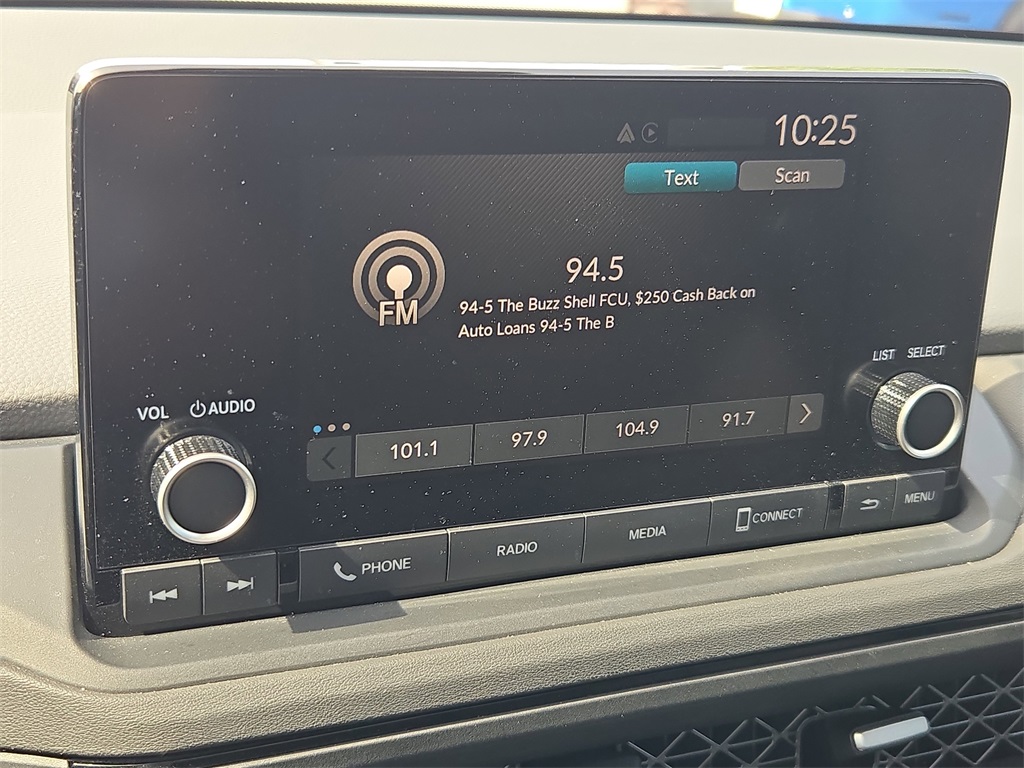 10:25
Text
Scan
94.5
FM
94-5 The Buzz Shell FCU, $250 Cash Back on
Auto Loans 94-5 The B
LIST SELECT
VOL AUDIO
101.1 97.9 104.9 91.7
PHONE RADIO MEDIA CONNECT MENU